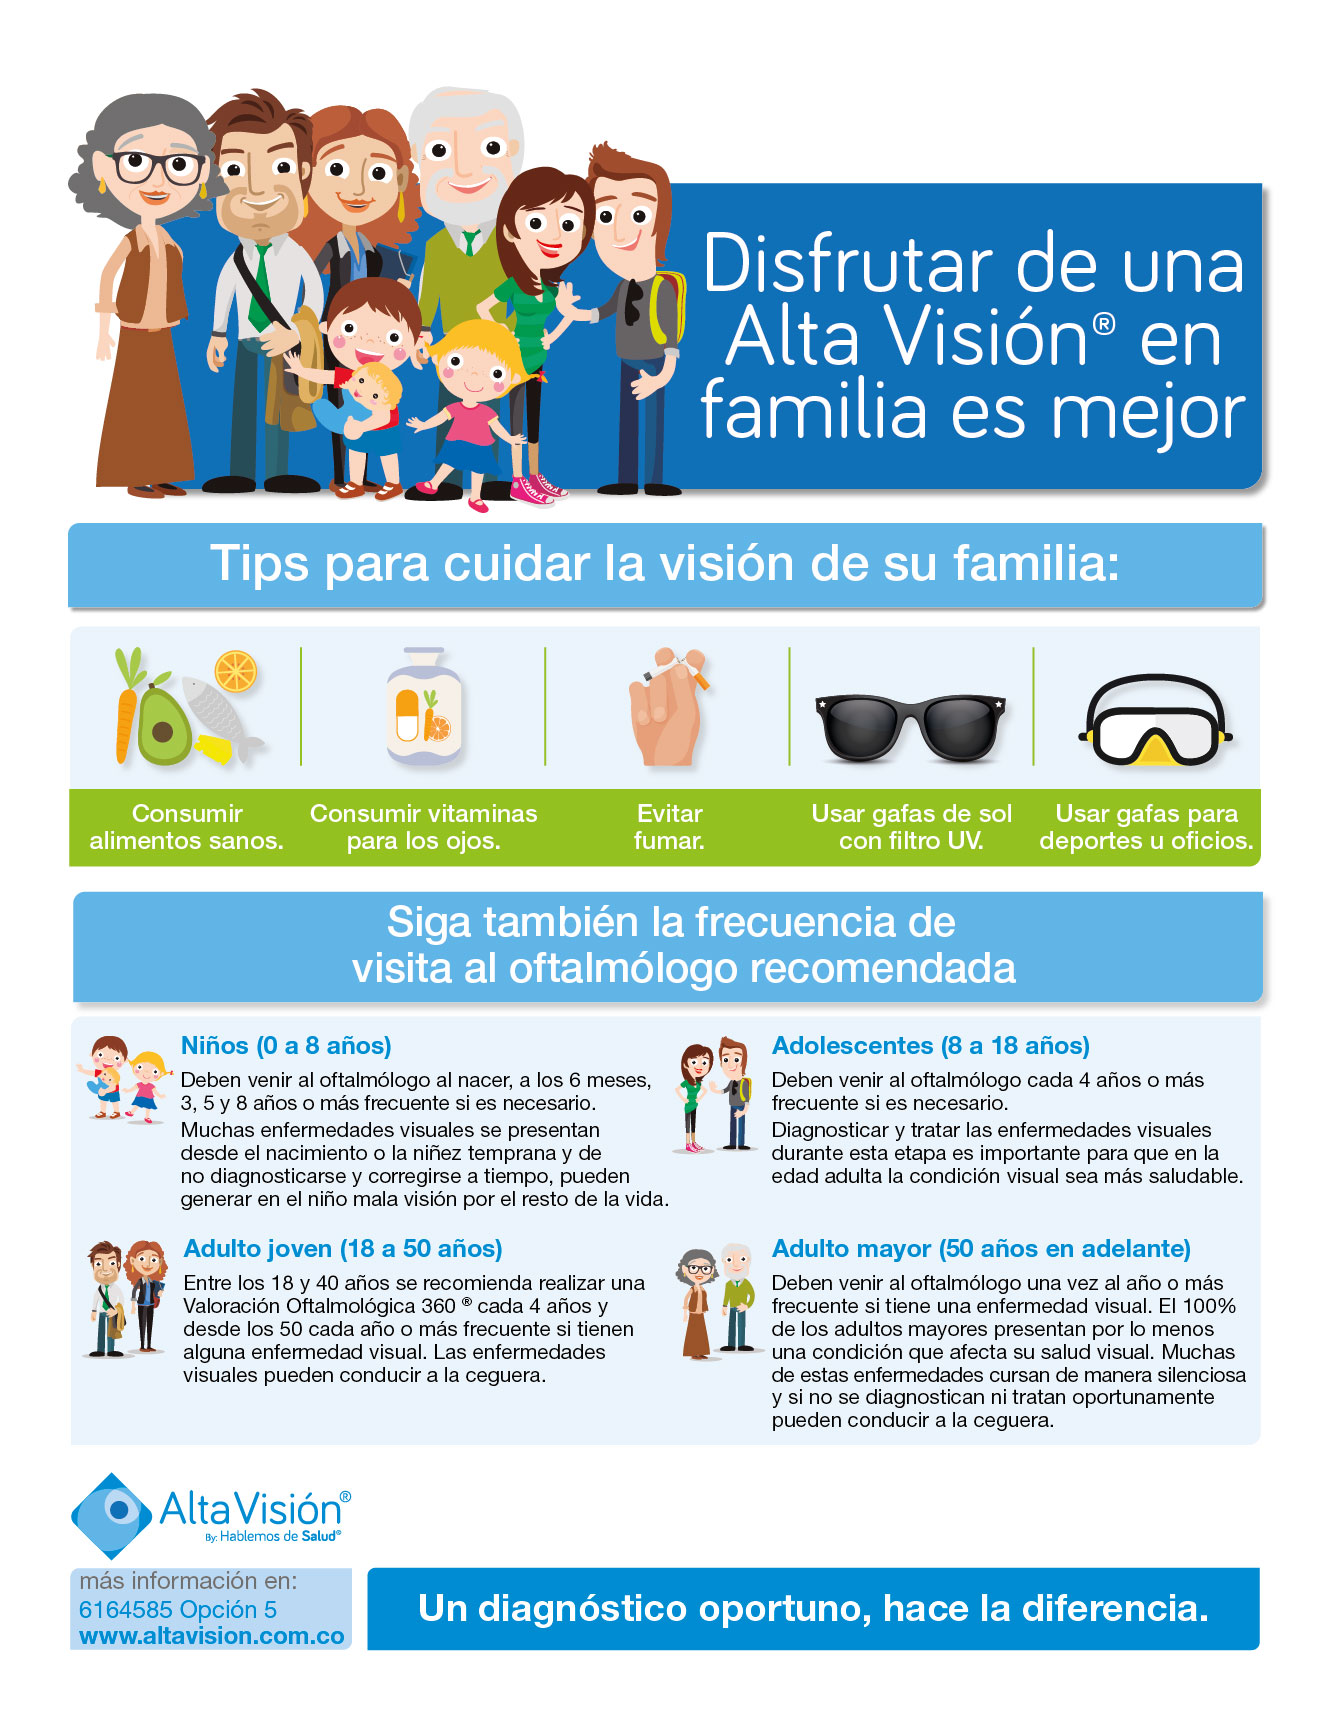 Disfrutar de una
Alta Visión® en
familia es mejor
Tips para cuidar la visión de su familia:
Consumir
alimentos sanos.
Consumir vitaminas
para los ojos.
Evitar
fumar.
Usar gafas de sol
con filtro UV.
Usar gafas para
deportes u oficios.
Siga también la frecuencia de
visita al oftalmólogo recomendada
Niños (0 a 8 años)
Deben venir al oftalmólogo al nacer, a los 6 meses,
3, 5 y 8 años o más frecuente si es necesario.
Muchas enfermedades visuales se presentan
desde el nacimiento o la niñez temprana y de
no diagnosticarse y corregirse a tiempo, pueden
generar en el niño mala visión por el resto de la vida.
Adolescentes (8 a 18 años)
Deben venir al oftalmólogo cada 4 años o más
frecuente si es necesario.
Diagnosticar y tratar las enfermedades visuales
durante esta etapa es importante para que en la
edad adulta la condición visual sea más saludable.
Adulto joven (18 a 50 años)
Entre los 18 y 40 años se recomienda realizar una
Valoración Oftalmológica 360 ® cada 4 años y
desde los 50 cada año o más frecuente si tienen
alguna enfermedad visual. Las enfermedades
visuales pueden conducir a la ceguera.
Adulto mayor (50 años en adelante)
Deben venir al oftalmólogo una vez al año o más
frecuente si tiene una enfermedad visual. El 100%
de los adultos mayores presentan por lo menos
una condición que afecta su salud visual. Muchas
de estas enfermedades cursan de manera silenciosa
y si no se diagnostican ni tratan oportunamente
pueden conducir a la ceguera.
AltaVisión®
By: Hablemos de Salud®
más información en:
6164585 Opción 5
www.altavision.com.co
Un diagnóstico oportuno, hace la diferencia.